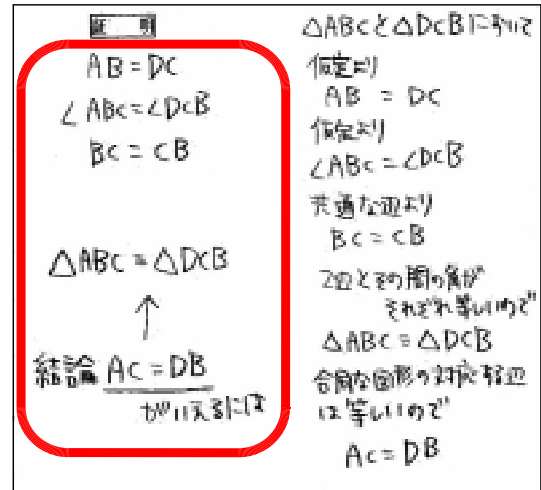 証 明
AB=DC
∠ABC=∠DCB
BC=CB
△ABC=△DCB
↑
結論 AC=DB
がいえるには
△ABCと△DCBにおいて
仮定より
AB = DC
仮定より
∠ABC=∠DCB
共通な辺より
BC=CB
2辺とその間の角が
それぞれ等しいので
△ABC=△DCB
合同な図形の対応する辺
は等しいので
AC=DB